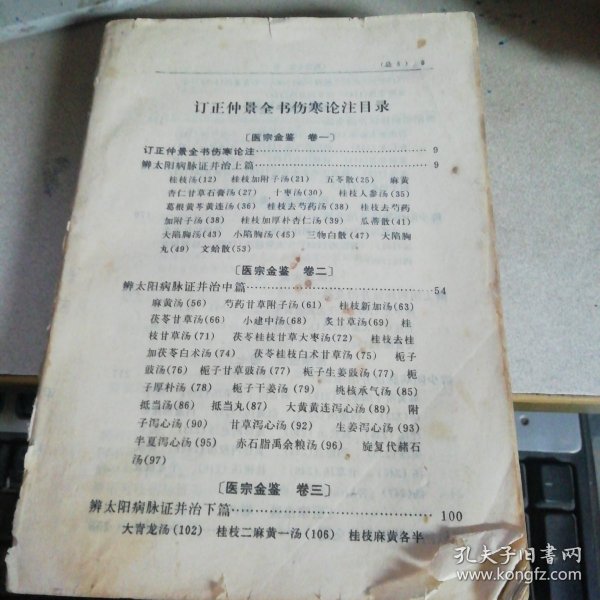 (总5) 5
订正仲景全书伤寒论注目录
〔医宗金鉴 卷一〕
订正仲景全书伤寒论注…………9
辨太阳病脉证并治上篇…………9
桂枝汤(12) 桂枝加附子汤(21) 五苓散(25) 麻黄
杏仁甘草石膏汤(27) 十枣汤(30) 桂枝人参汤(35)
葛根黄芩黄连汤(36) 桂枝去芍药汤(38) 桂枝去芍药
加附子汤(38) 桂枝加厚朴杏仁汤(39) 瓜蒂散(41)
大陷胸汤(43) 小陷胸汤(45) 三物白散(47) 大陷胸
丸(49) 文蛤散(53)
〔医宗金鉴 卷二〕
辨太阳病脉证并治中篇…………54
麻黄汤(56) 芍药甘草附子汤(61) 桂枝新加汤(63)
茯苓甘草汤(66) 小建中汤(68) 炙甘草汤(69) 桂
枝甘草汤(71) 茯苓桂枝甘草大枣汤(72) 桂枝去桂
加茯苓白术汤(74) 茯苓桂枝白术甘草汤(75) 栀子
豉汤(76) 栀子甘草豉汤(77) 栀子生姜豉汤(77) 栀
子厚朴汤(78) 栀子干姜汤(79) 桃核承气汤(85)
抵当汤(86) 抵当丸(87) 大黄黄连泻心汤(89) 附
子泻心汤(90) 甘草泻心汤(92) 生姜泻心汤(93)
半夏泻心汤(95) 赤石脂禹余粮汤(96) 旋复代赭石
汤(97)
〔医宗金鉴 卷三〕
辨太阳病脉证并治下篇…………100
大青龙汤(102) 桂枝二麻黄一汤(106) 桂枝麻黄各半
孔夫子旧书网
www.kongfz.com